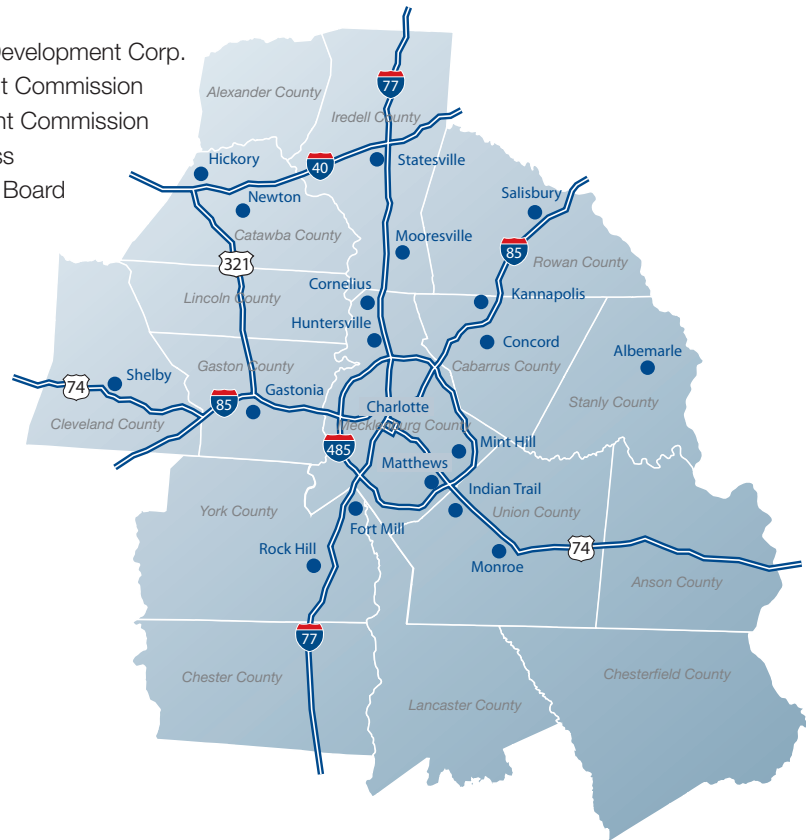 Development Corp.
t Commission
nt Commission
ss
Board
77
Alexander County
Iredell County
Hickory
40
Statesville
Newton
Salisbury
Catawba County
Mooresville
85
Rowan County
321
Cornelius
Lincoln County
Kannapolis
Huntersville
Concord
Gaston County
Cabarrus County
Albemarle
74
Shelby
85
Gastonia
Stanly County
Charlotte
Cleveland County
Mecklenburg County
485
Mint Hill
Matthews
Indian Trail
York County
Union County
Fort Mill
Rock Hill
74
Monroe
Anson County
77
Chester County
Chesterfield County
Lancaster County